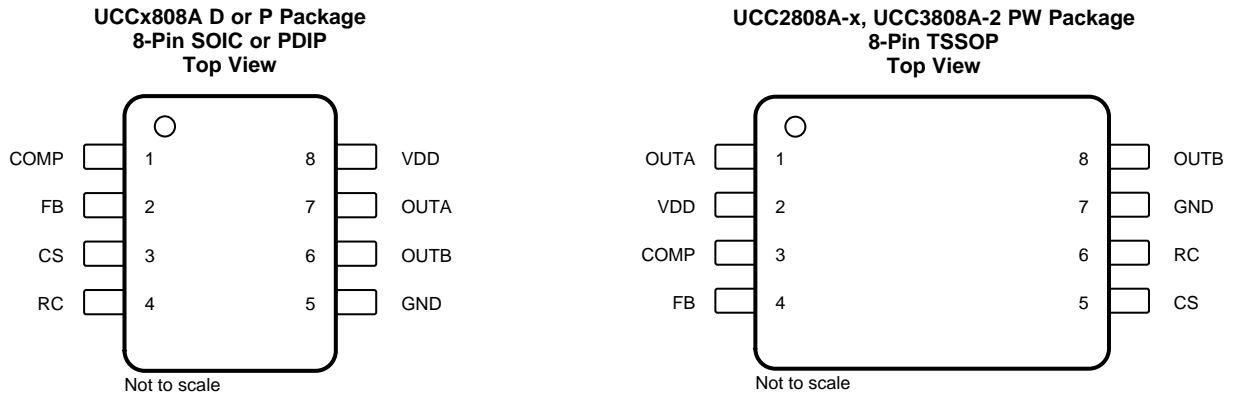 UCCx808A D or P Package
8-Pin SOIC or PDIP
Top View
COMP 1 8 VDD
FB 2 7 OUTA
CS 3 6 OUTB
RC 4 5 GND
Not to scale
UCC2808A-x, UCC3808A-2 PW Package
8-Pin TSSOP
Top View
OUTA 1 8 OUTB
VDD 2 7 GND
COMP 3 6 RC
FB 4 5 CS
Not to scale